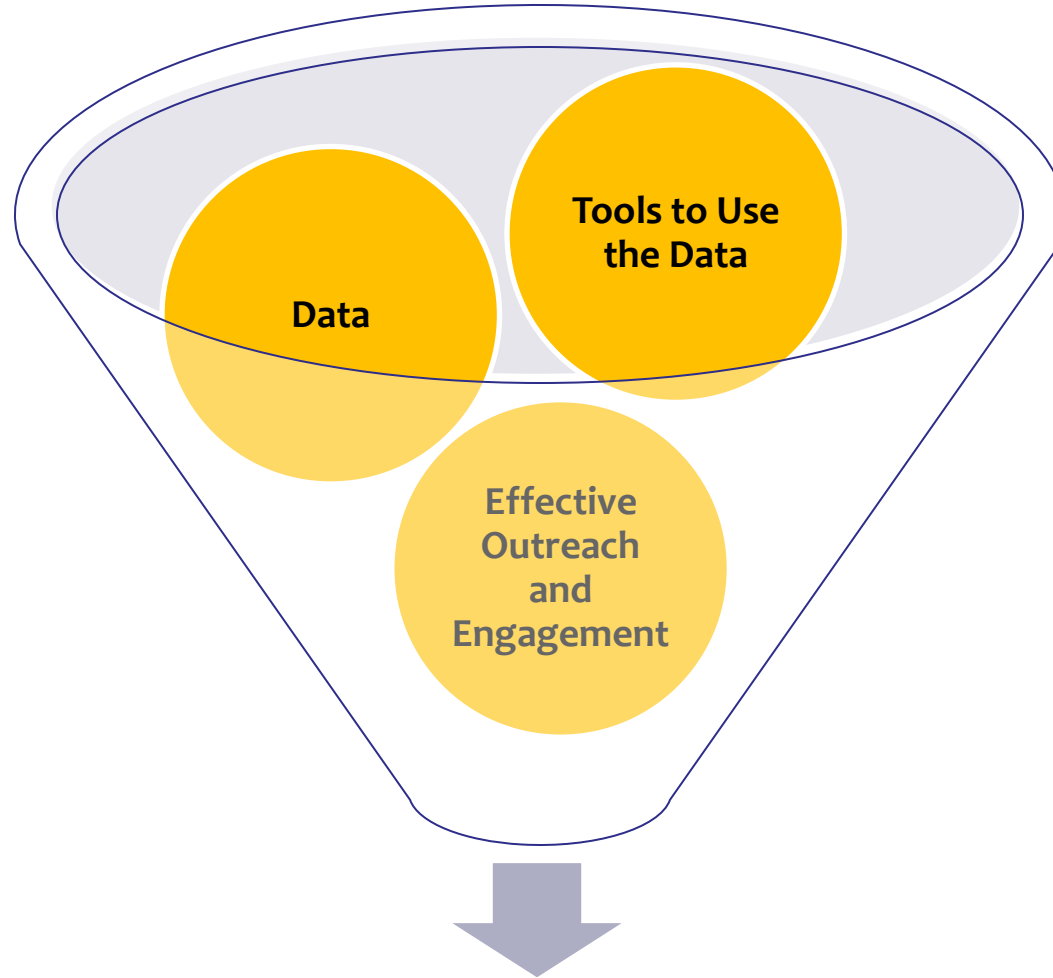 Tools to Use
the Data
Data
Effective
Outreach
and
Engagement